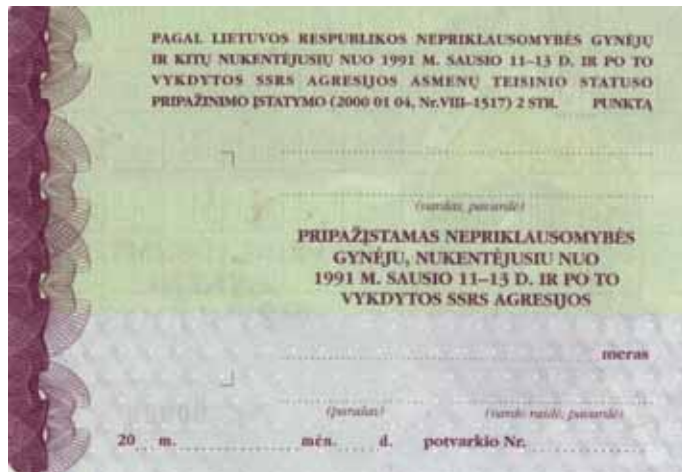 PAGAL LIETUVOS RESPUBLIKOS NEPRIKLAUSOMYBĖS GYNĖJŲ
IR KITŲ NUKENTĖJUSIŲ NUO 1991 M. SAUSIO 11–13 D. IR PO TO
VYKDYTOS SSRS AGRESIJOS ASMENŲ TEISINIO STATUSO
PRIPAŽINIMO ĮSTATYMO (2000 01 04, Nr.VIII–1517) 2 STR. PUNKTĄ
(vardas, pavardė)
PRIPAŽĮSTAMAS NEPRIKLAUSOMYBĖS
GYNĖJU, NUKENTĖJUSIU NUO
1991 M. SAUSIO 11–13 D. IR PO TO
VYKDYTOS SSRS AGRESIJOS
meras
(parašas) (vardo raidė, pavardė)
20 m. mėn. d. potvarkio Nr.